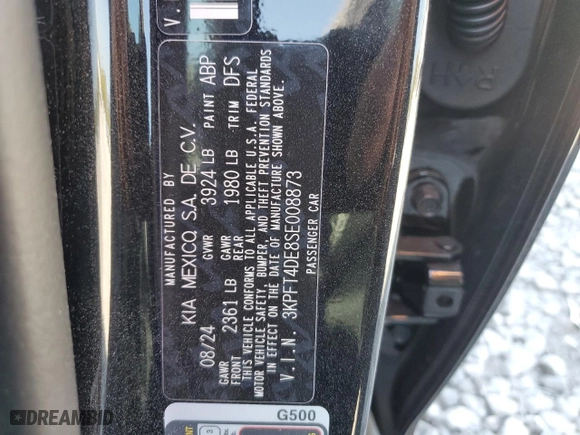 MANUFACTURED BY
KIA MEXICO, S.A. DE C.V.
08/24 GVWR 3924 LB PAINT ABP
GAWR FRONT 2361 LB GAWR REAR 1980 LB TRIM DFS
THIS VEHICLE CONFORMS TO ALL APPLICABLE U.S.A. FEDERAL
MOTOR VEHICLE SAFETY, BUMPER, AND THEFT PREVENTION STANDARDS
IN EFFECT ON THE DATE OF MANUFACTURE SHOWN ABOVE.
V.I.N. 3KPFT4DE8SE008873
PASSENGER CAR
V.
G500
RXH
DREAMBID